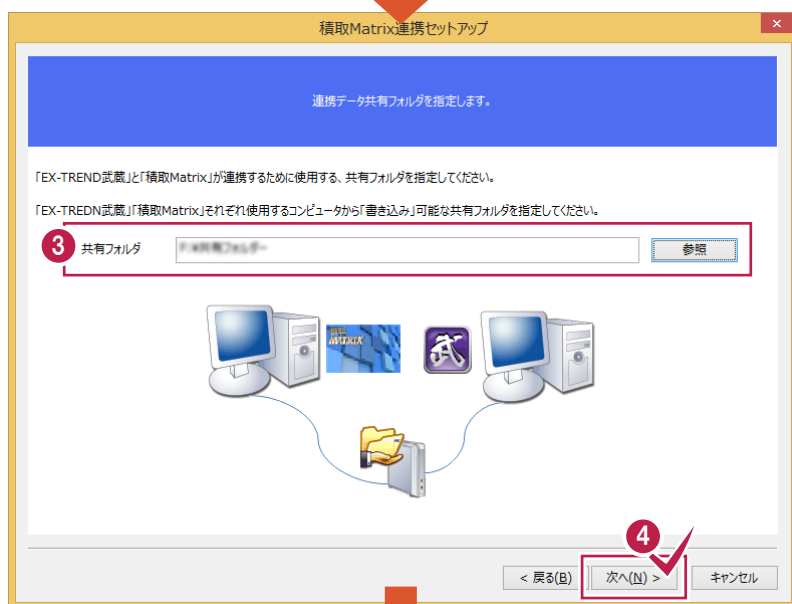 積取Matrix連携セットアップ
×
連携データ共有フォルダを指定します。
「EX-TREND武蔵」と「積取Matrix」が連携するために使用する、共有フォルダを指定してください。
「EX-TREDN武蔵」「積取Matrix」それぞれ使用するコンピュータから「書き込み」可能な共有フォルダを指定してください。
3 共有フォルダ 参照
MATRIX 武
4
< 戻る(B) 次へ(N) > キャンセル